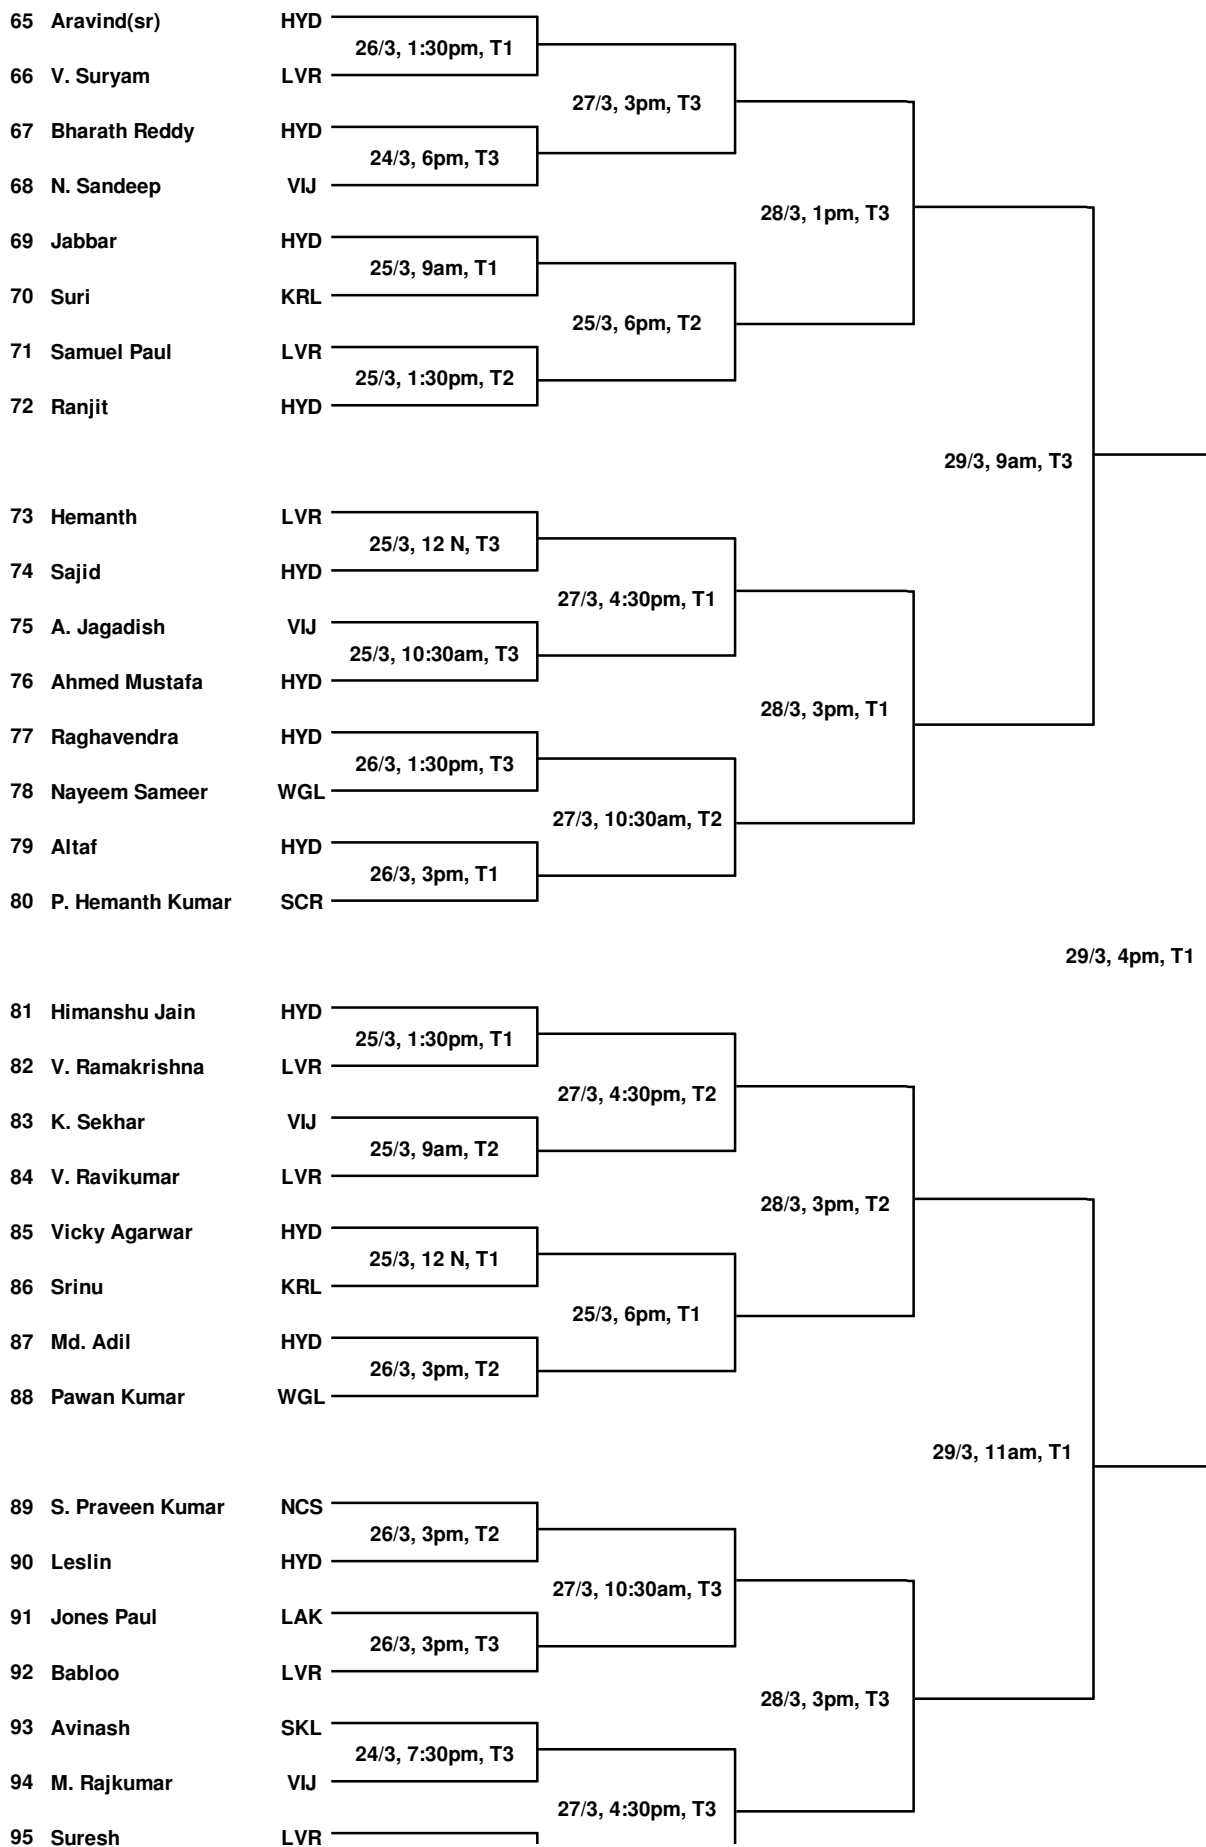 65 Aravind(sr) HYD
26/3, 1:30pm, T1
66 V. Suryam LVR
27/3, 3pm, T3
67 Bharath Reddy HYD
24/3, 6pm, T3
68 N. Sandeep VIJ
28/3, 1pm, T3
69 Jabbar HYD
25/3, 9am, T1
70 Suri KRL
25/3, 6pm, T2
71 Samuel Paul LVR
25/3, 1:30pm, T2
72 Ranjit HYD
29/3, 9am, T3
73 Hemanth LVR
25/3, 12 N, T3
74 Sajid HYD
27/3, 4:30pm, T1
75 A. Jagadish VIJ
25/3, 10:30am, T3
76 Ahmed Mustafa HYD
28/3, 3pm, T1
77 Raghavendra HYD
26/3, 1:30pm, T3
78 Nayeem Sameer WGL
27/3, 10:30am, T2
79 Altaf HYD
26/3, 3pm, T1
80 P. Hemanth Kumar SCR
29/3, 4pm, T1
81 Himanshu Jain HYD
25/3, 1:30pm, T1
82 V. Ramakrishna LVR
27/3, 4:30pm, T2
83 K. Sekhar VIJ
25/3, 9am, T2
84 V. Ravikumar LVR
28/3, 3pm, T2
85 Vicky Agarwar HYD
25/3, 12 N, T1
86 Srinu KRL
25/3, 6pm, T1
87 Md. Adil HYD
26/3, 3pm, T2
88 Pawan Kumar WGL
29/3, 11am, T1
89 S. Praveen Kumar NCS
26/3, 3pm, T2
90 Leslin HYD
27/3, 10:30am, T3
91 Jones Paul LAK
26/3, 3pm, T3
92 Babloo LVR
28/3, 3pm, T3
93 Avinash SKL
24/3, 7:30pm, T3
94 M. Rajkumar VIJ
27/3, 4:30pm, T3
95 Suresh LVR